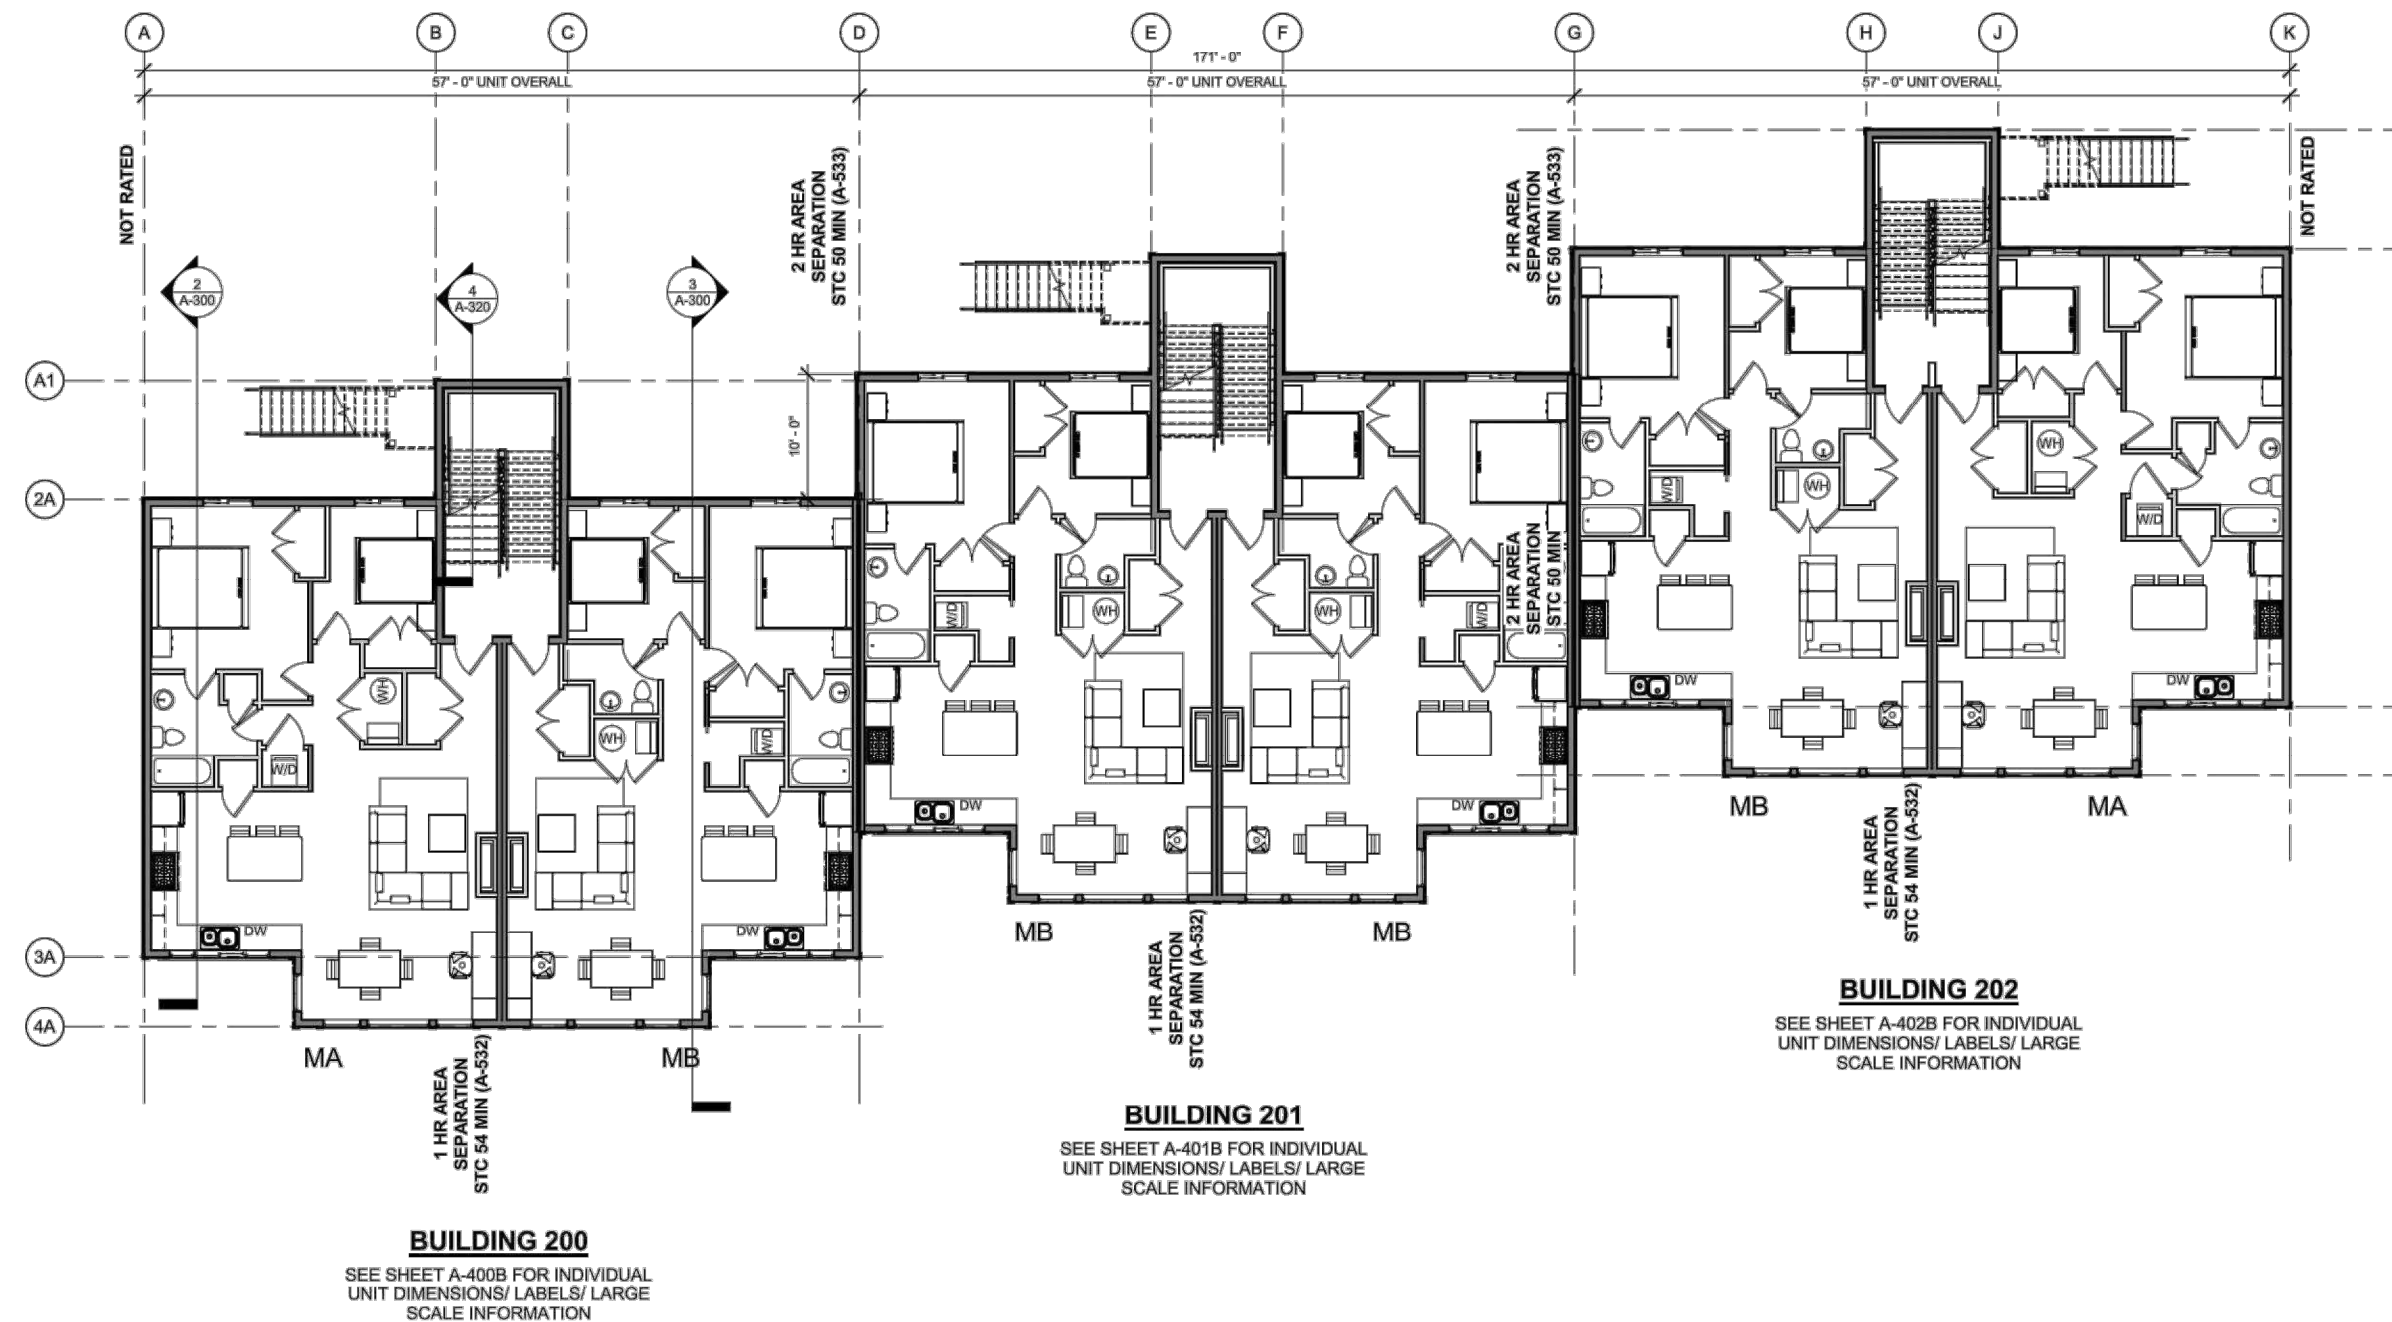 A
B
C
D
E
F
G
H
J
K
171' - 0"
57' - 0" UNIT OVERALL
57' - 0" UNIT OVERALL
57' - 0" UNIT OVERALL
NOT RATED
2 HR AREA
SEPARATION
STC 50 MIN (A-533)
2 HR AREA
SEPARATION
STC 50 MIN (A-533)
NOT RATED
2
A-300
4
A-320
3
A-300
A1
2A
3A
4A
10' - 0"
2 HR AREA
SEPARATION
STC 50 MIN
WH
W/D
DW
WH
W/D
DW
W/D
WH
DW
WH
W/D
DW
W/D
WH
DW
WH
W/D
DW
MA
MB
1 HR AREA
SEPARATION
STC 54 MIN (A-532)
BUILDING 200
SEE SHEET A-400B FOR INDIVIDUAL
UNIT DIMENSIONS/ LABELS/ LARGE
SCALE INFORMATION
MB
MB
1 HR AREA
SEPARATION
STC 54 MIN (A-532)
BUILDING 201
SEE SHEET A-401B FOR INDIVIDUAL
UNIT DIMENSIONS/ LABELS/ LARGE
SCALE INFORMATION
MB
MA
1 HR AREA
SEPARATION
STC 54 MIN (A-532)
BUILDING 202
SEE SHEET A-402B FOR INDIVIDUAL
UNIT DIMENSIONS/ LABELS/ LARGE
SCALE INFORMATION